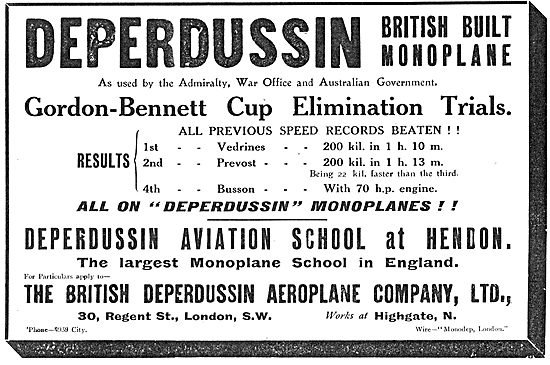 DEPERDUSSIN BRITISH BUILT MONOPLANE
As used by the Admiralty, War Office and Australian Government.
Gordon-Bennett Cup Elimination Trials.
ALL PREVIOUS SPEED RECORDS BEATEN ! !
RESULTS
1st - - Vedrines - - 200 kil. in 1 h. 10 m.
2nd - - Prevost - - 200 kil. in 1 h. 13 m.
Being 22 kil. faster than the third.
4th - - Busson - - With 70 h.p. engine.
ALL ON "DEPERDUSSIN" MONOPLANES ! !
DEPERDUSSIN AVIATION SCHOOL at HENDON.
The largest Monoplane School in England.
For Particulars apply to—
THE BRITISH DEPERDUSSIN AEROPLANE COMPANY, LTD.,
30, Regent St., London, S.W. Works at Highgate, N.
'Phone— City. Wire—"Monodep, London."